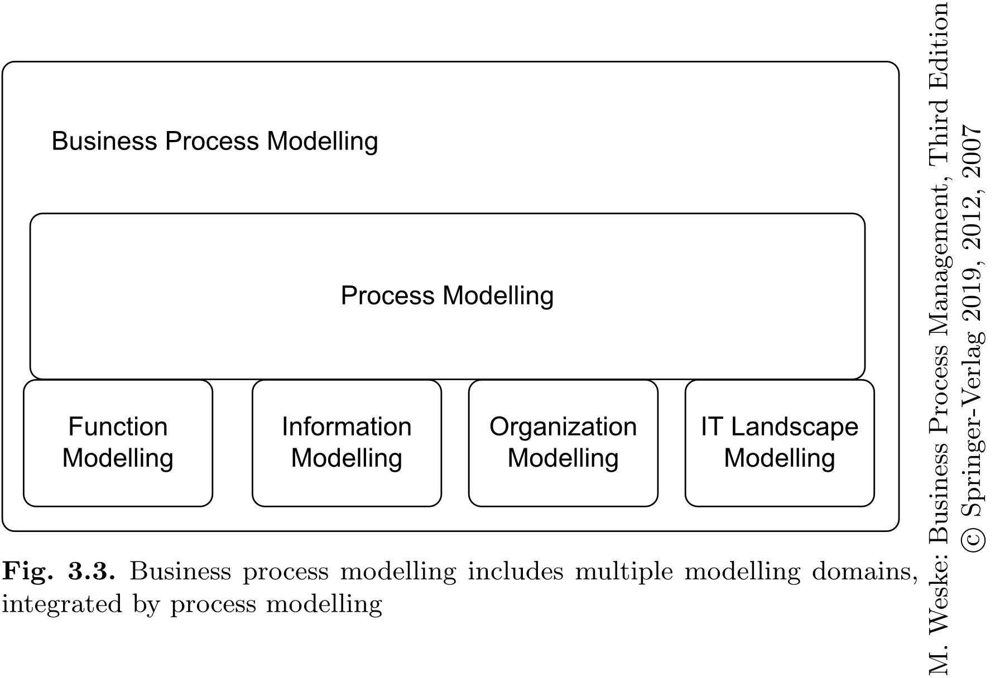 Business Process Modelling
Process Modelling
Function
Modelling
Information
Modelling
Organization
Modelling
IT Landscape
Modelling
Fig. 3.3. Business process modelling includes multiple modelling domains,
integrated by process modelling
M. Weske: Business Process Management, Third Edition
© Springer-Verlag 2019, 2012, 2007